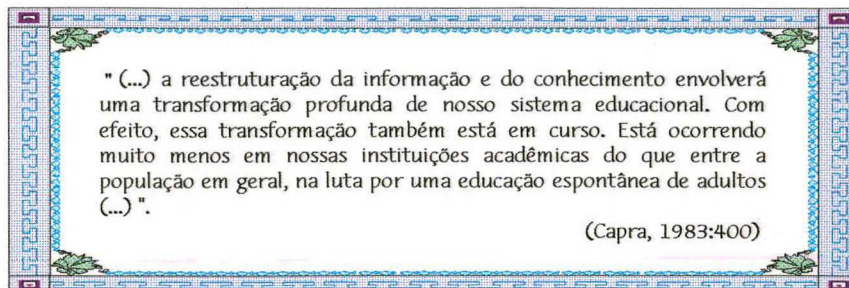 " (...) a reestruturação da informação e do conhecimento envolverá
uma transformação profunda de nosso sistema educacional. Com
efeito, essa transformação também está em curso. Está ocorrendo
muito menos em nossas instituições acadêmicas do que entre a
população em geral, na luta por uma educação espontânea de adultos
(...) ".
(Capra, 1983:400)